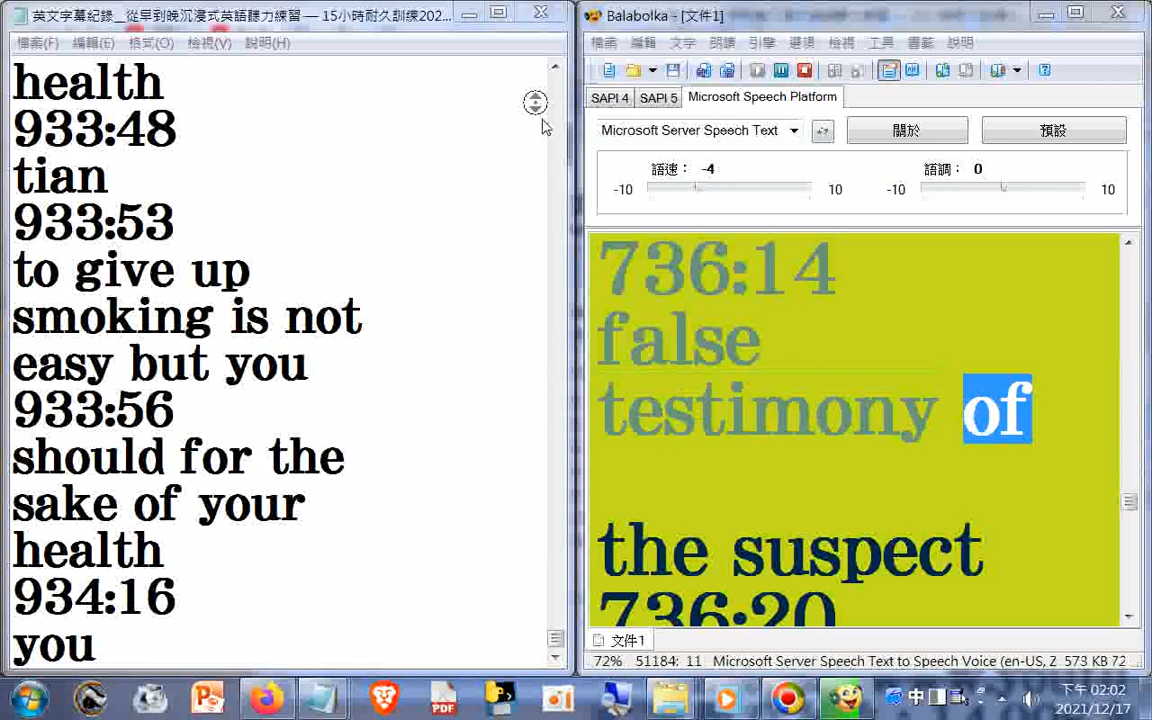 英文字幕紀錄__從早到晚沉浸式英語聽力練習 — 15小時耐久訓練202...
檔案(F) 編輯(E) 格式(O) 檢視(V) 說明(H)
health
933:48
tian
933:53
to give up
smoking is not
easy but you
933:56
should for the
sake of your
health
934:16
you
Balabolka - [文件1]
檔案 編輯 文字 朗讀 引擎 選項 檢視 工具 書籤 說明
SAPI 4 SAPI 5 Microsoft Speech Platform
Microsoft Server Speech Text 關於 預設
語速： -4 語調： 0
-10 10 -10 10
736:14
false
testimony of
the suspect
736:20
文件1
72% 51184: 11 Microsoft Server Speech Text to Speech Voice (en-US, Z 573 KB 72
PDF 中 下午 02:02
2021/12/17